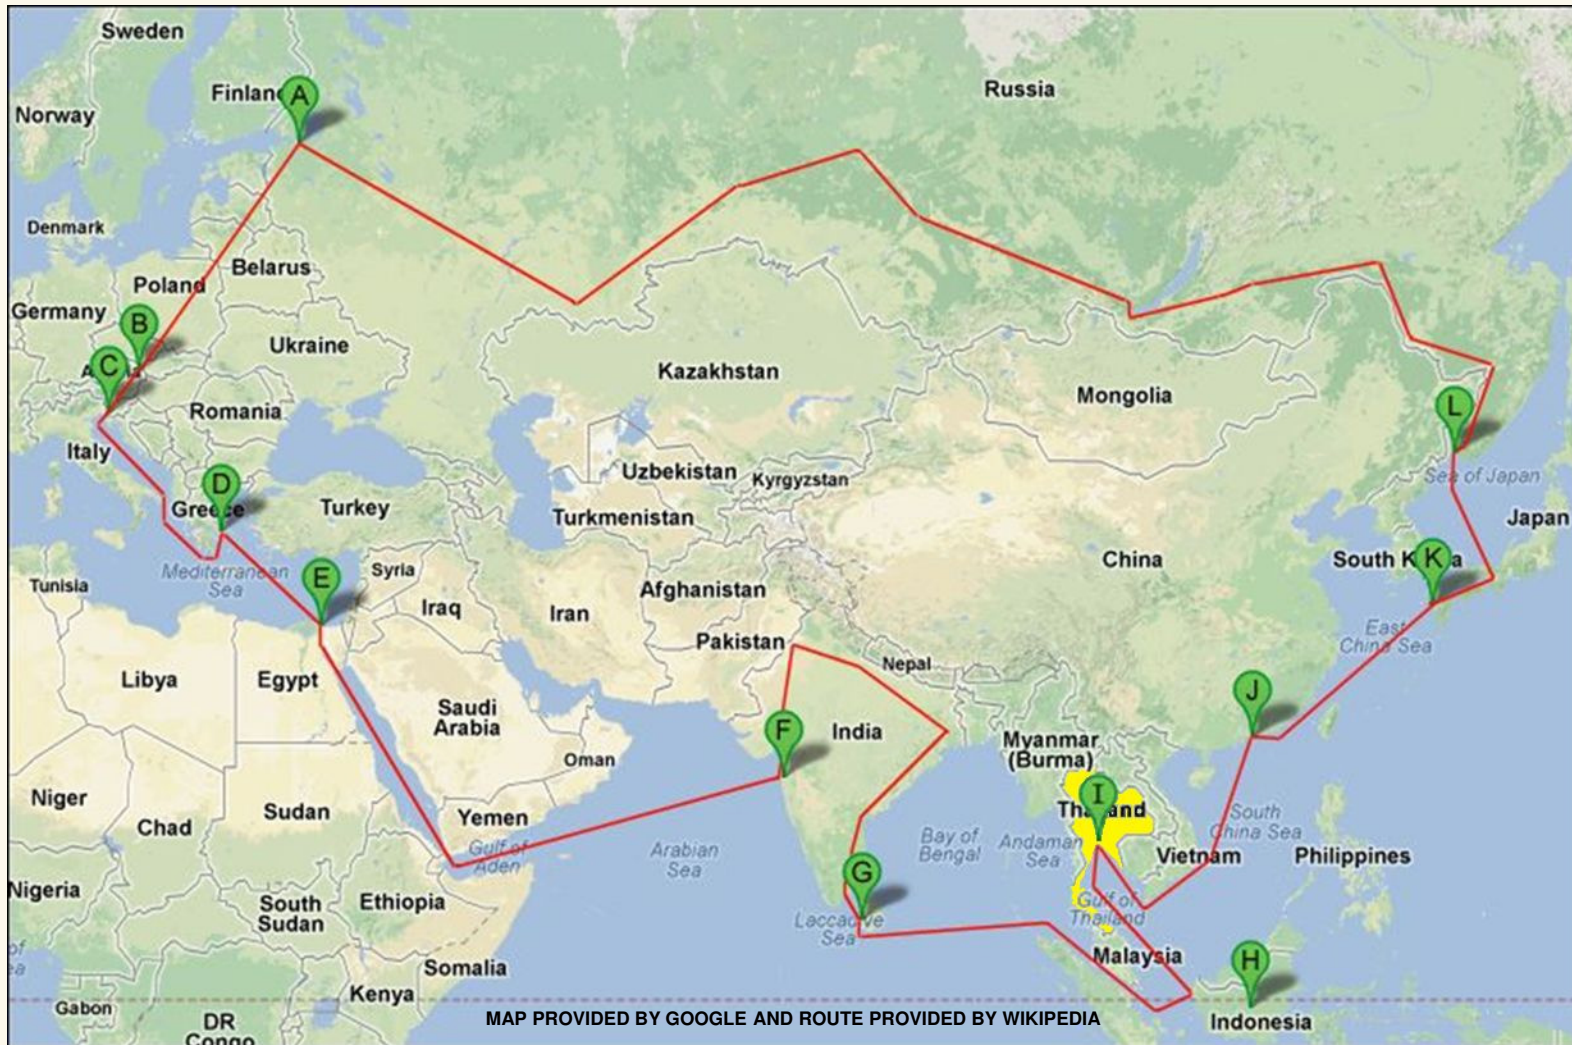 Sweden
Norway
Finland
A
Russia
Denmark
Belarus
Poland
Germany
B
Ukraine
C
Kazakhstan
Mongolia
Romania
L
Italy
Uzbekistan
Kyrgyzstan
Sea of Japan
D
Greece
Turkey
Turkmenistan
Japan
China
South K
K
a
Mediterranean
Sea
Tunisia
E
Syria
Iraq
Iran
Afghanistan
Pakistan
East
China Sea
Nepal
Libya
Egypt
Saudi
Arabia
J
F
India
Myanmar
(Burma)
Oman
Niger
Chad
Sudan
Yemen
Gulf of
Aden
I
Thailand
South
China Sea
Arabian
Sea
Bay of
Bengal
Andaman
Sea
Vietnam
Philippines
Nigeria
South
Sudan
Ethiopia
G
Laccadive
Sea
Gulf of
Thailand
Malaysia
H
Somalia
Kenya
Gabon
DR
Congo
MAP PROVIDED BY GOOGLE AND ROUTE PROVIDED BY WIKIPEDIA
Indonesia